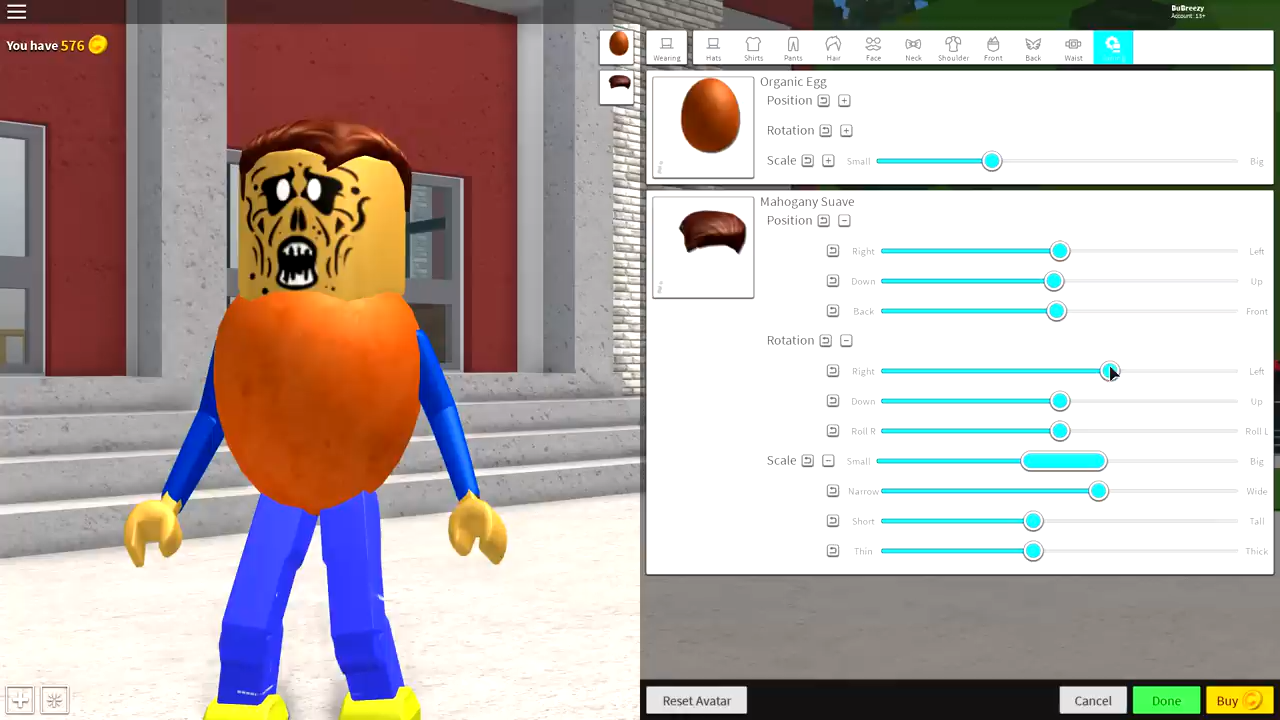 BuBreezy
Account: 13+
You have 576
Wearing
Hats
Shirts
Pants
Hair
Face
Neck
Shoulder
Front
Back
Waist
Organic Egg
Position
Rotation
Scale
Small
Big
Mahogany Suave
Position
Right
Left
Down
Up
Back
Front
Rotation
Right
Left
Down
Up
Roll R
Roll L
Scale
Small
Big
Narrow
Wide
Short
Tall
Thin
Thick
Reset Avatar
Cancel
Done
Buy